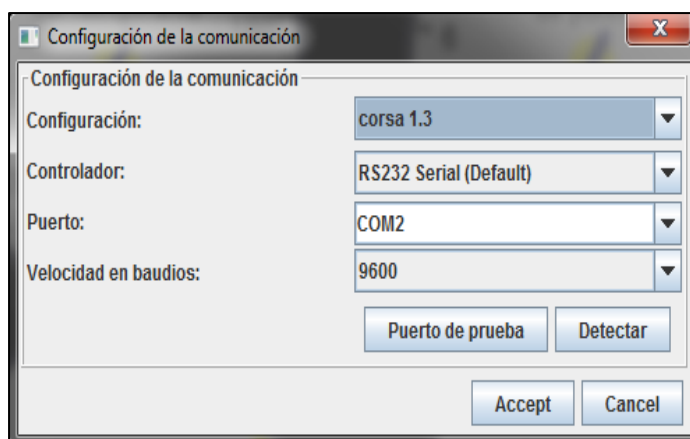 Configuración de la comunicación
X
Configuración de la comunicación
Configuración: corsa 1.3
Controlador: RS232 Serial (Default)
Puerto: COM2
Velocidad en baudios: 9600
Puerto de prueba Detectar
Accept Cancel